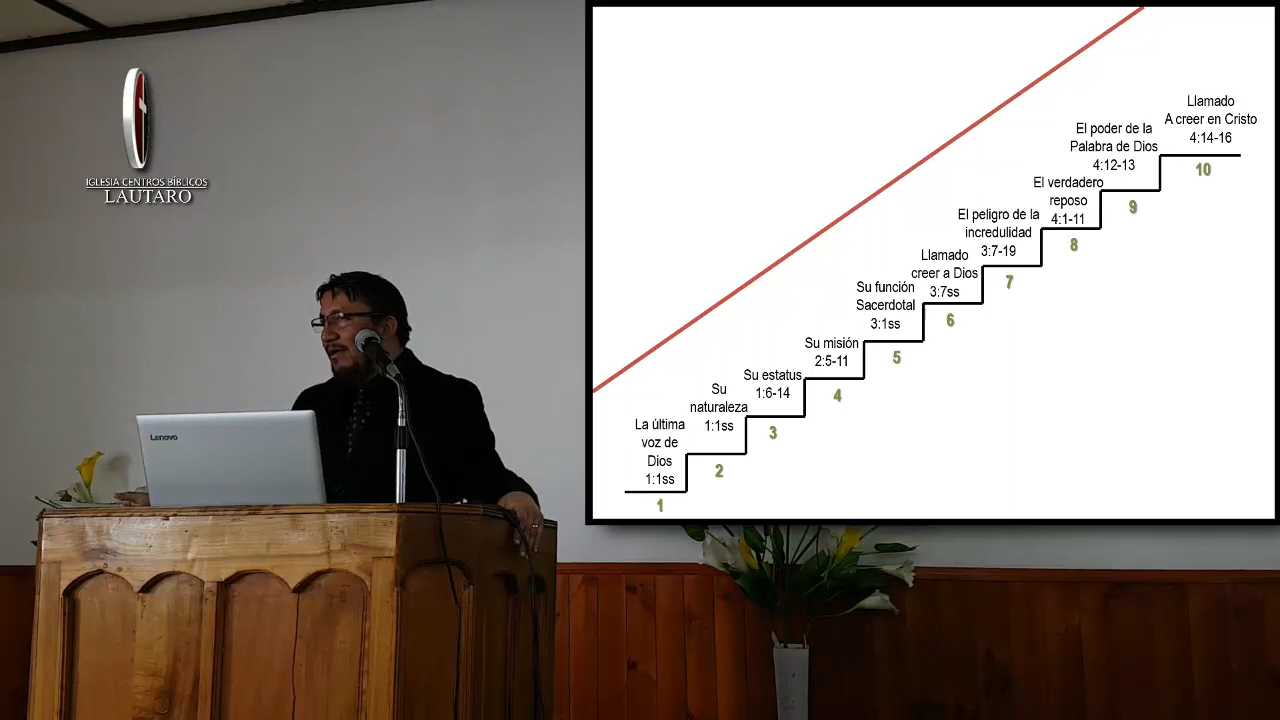 IGLESIA CENTROS BÍBLICOS
LAUTARO
Lenovo
La última
voz de
Dios
1:1ss
1
Su
naturaleza
1:1ss
2
Su estatus
1:6-14
3
Su misión
2:5-11
4
Su función
Sacerdotal
3:1ss
5
Llamado
creer a Dios
3:7ss
6
El peligro de la
incredulidad
3:7-19
7
El verdadero
reposo
4:1-11
8
El poder de la
Palabra de Dios
4:12-13
9
Llamado
A creer en Cristo
4:14-16
10